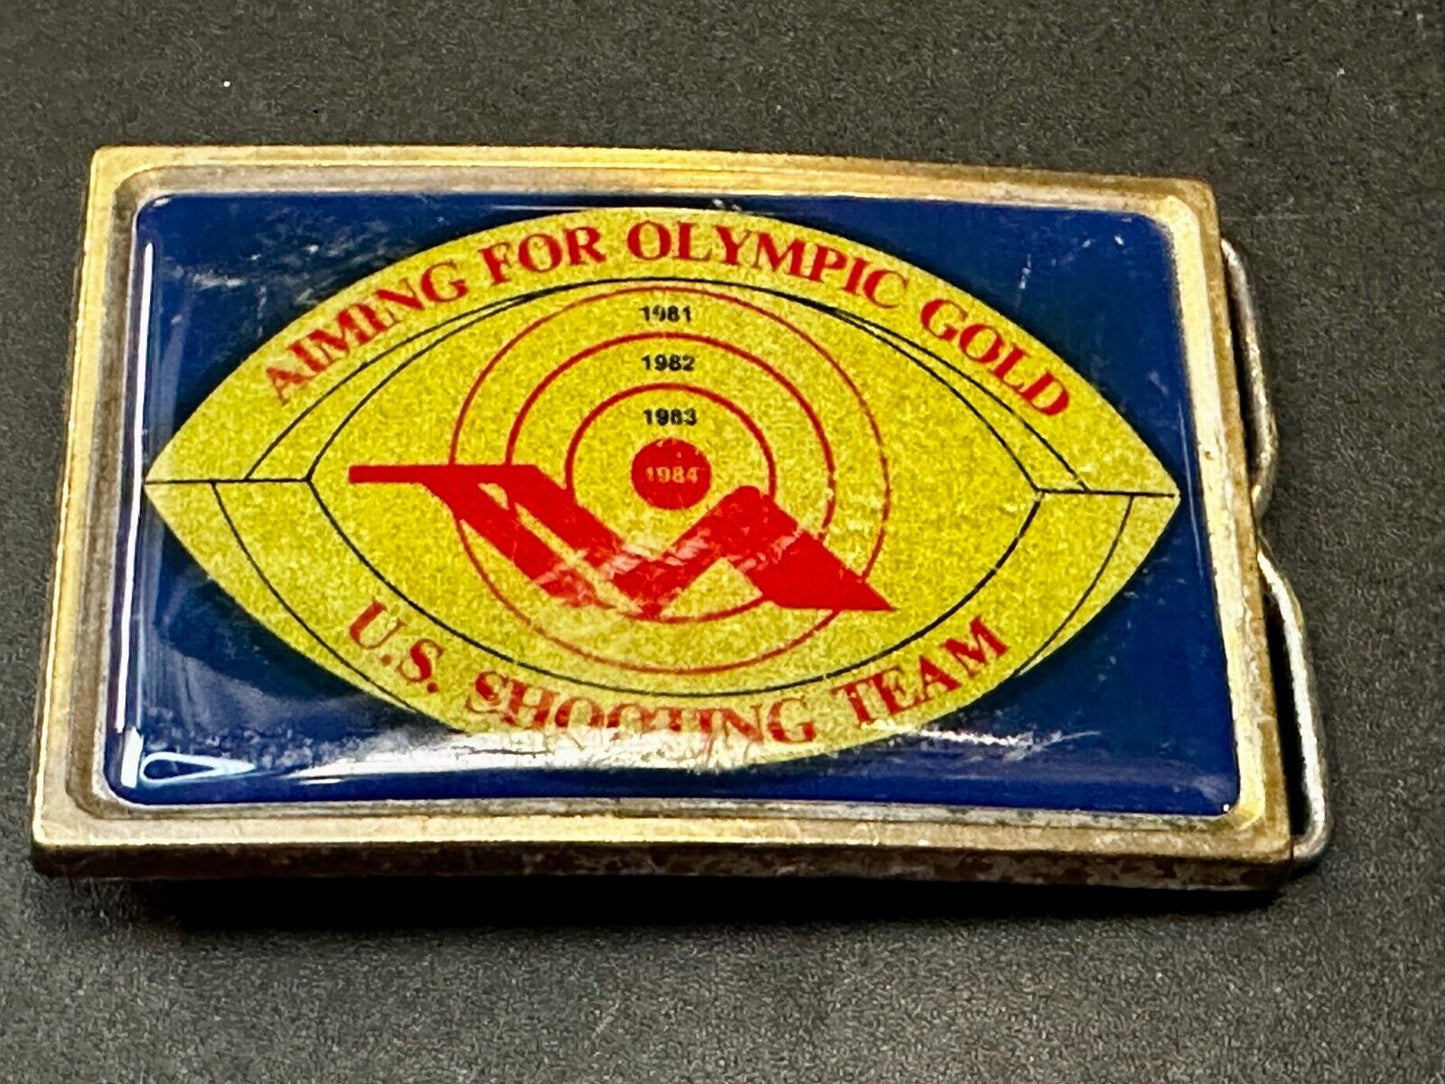 AIMING FOR OLYMPIC GOLD
1981
1982
1983
1984
U.S. SHOOTING TEAM